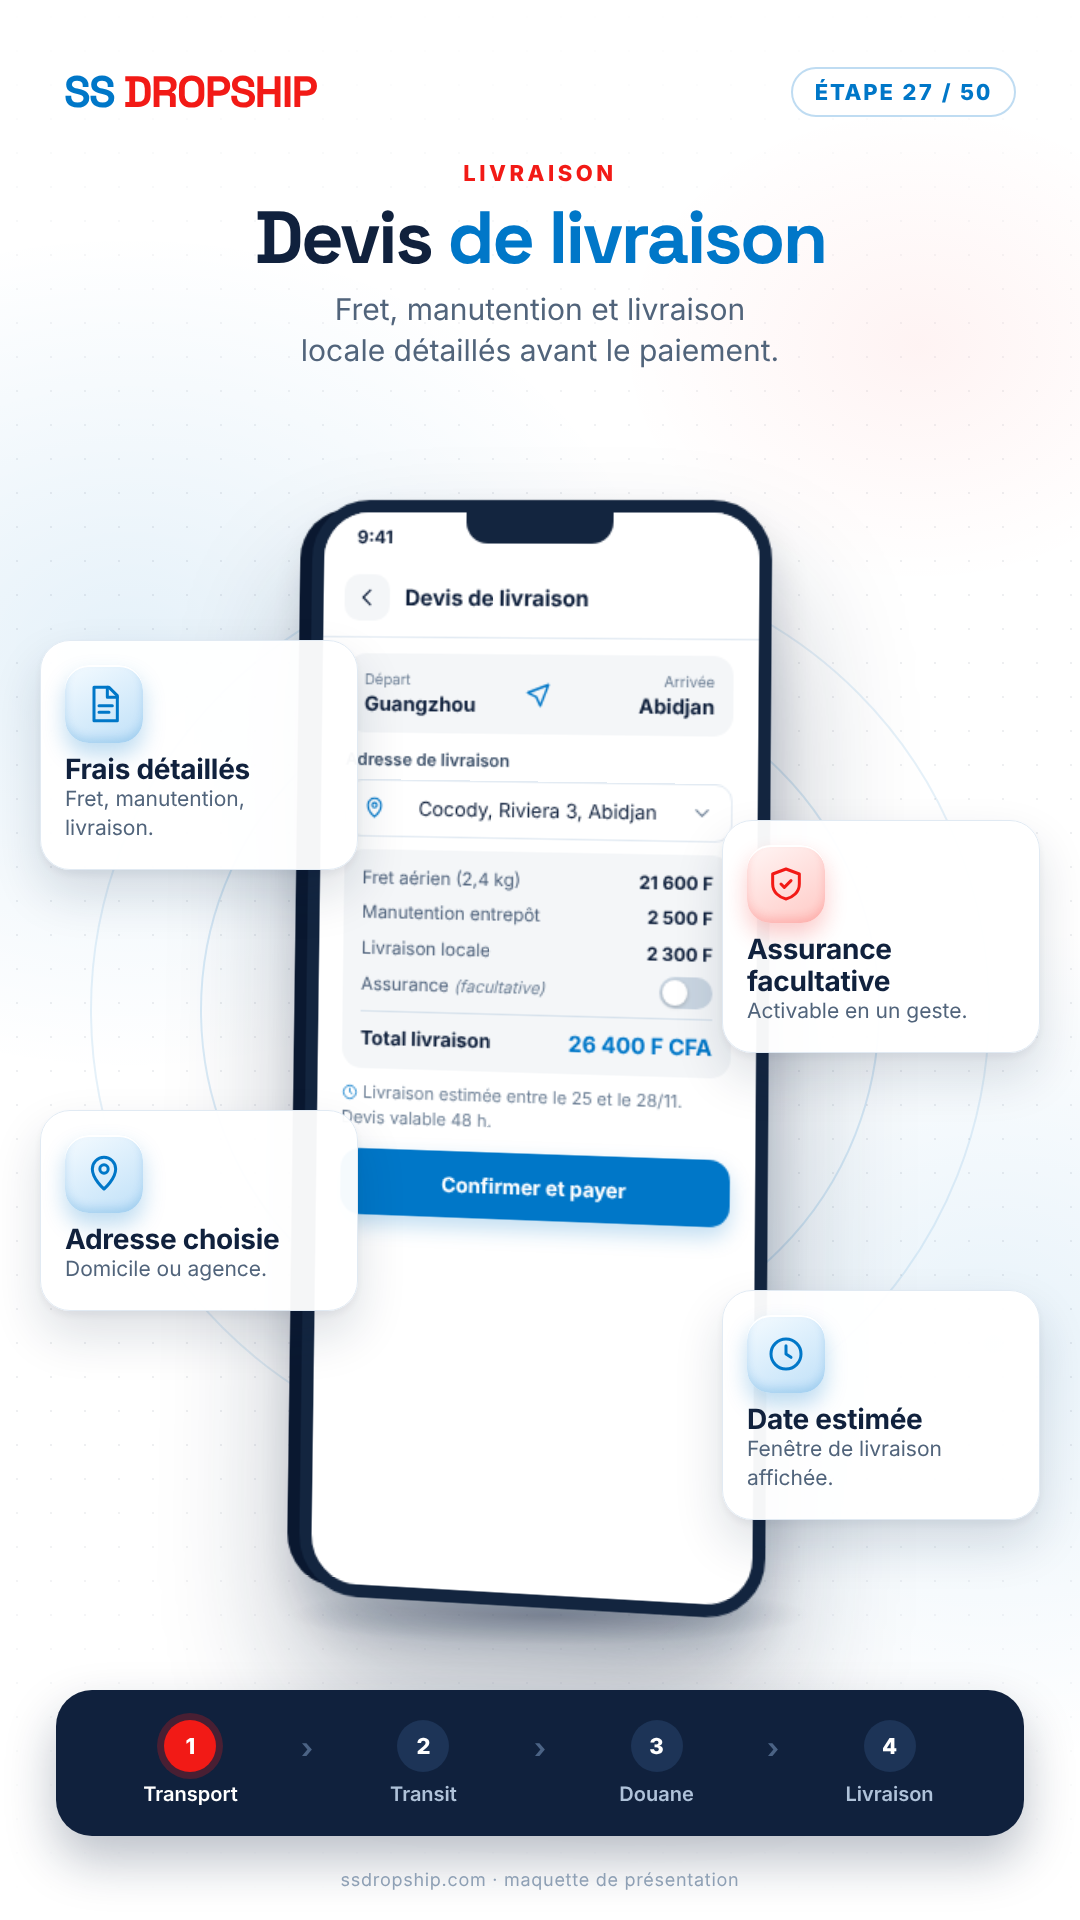 SS DROPSHIP
ÉTAPE 27 / 50
LIVRAISON
Devis de livraison
Fret, manutention et livraison
locale détaillés avant le paiement.
9:41
Devis de livraison
Départ
Guangzhou
Arrivée
Abidjan
dresse de livraison
Cocody, Riviera 3, Abidjan
Fret aérien (2,4 kg) 21 600 F
Manutention entrepôt 2 500 F
Livraison locale 2 300 F
Assurance (facultative)
Total livraison 26 400 F CFA
Livraison estimée entre le 25 et le 28/11.
Devis valable 48 h.
Confirmer et payer
Frais détaillés
Fret, manutention,
livraison.
Assurance
facultative
Activable en un geste.
Adresse choisie
Domicile ou agence.
Date estimée
Fenêtre de livraison
affichée.
1 › 2 › 3 › 4
Transport Transit Douane Livraison
ssdropship.com · maquette de présentation